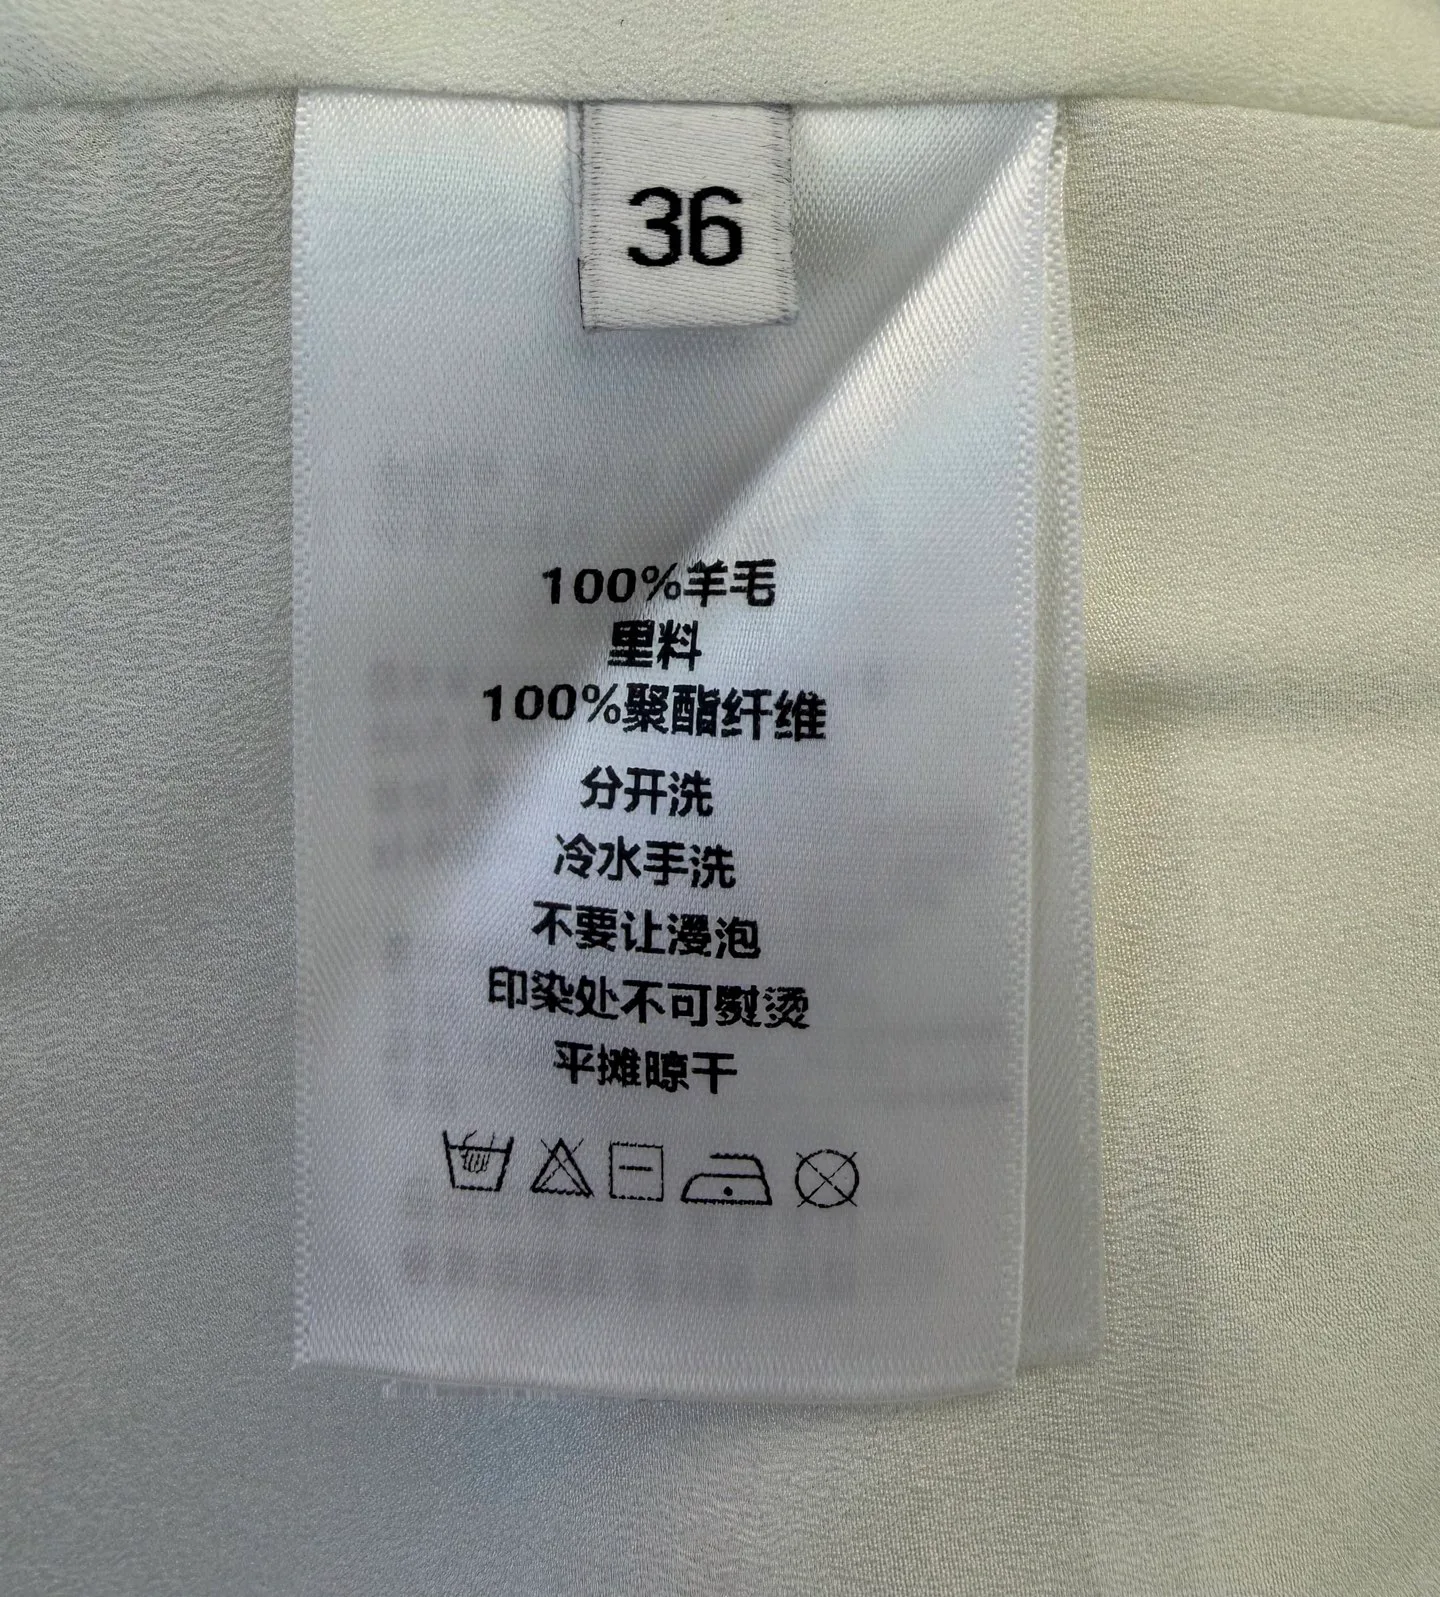 36
100%羊毛
里料
100%聚酯纤维
分开洗
冷水手洗
不要让浸泡
印染处不可熨烫
平摊晾干